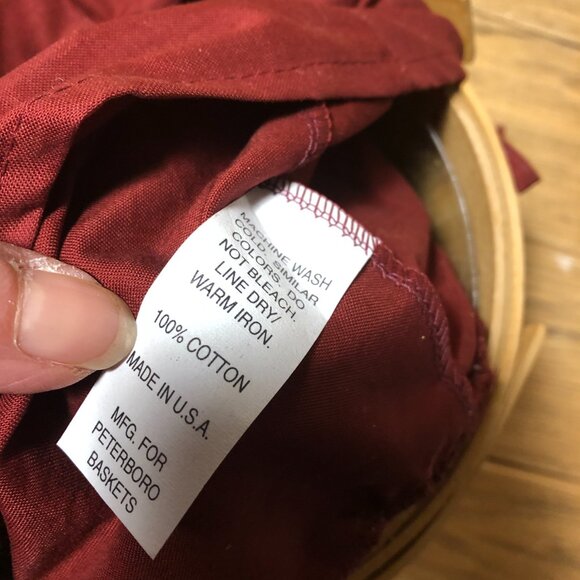 MACHINE WASH
COLD. SIMILAR
COLORS. DO
NOT BLEACH.
LINE DRY/
WARM IRON.
100% COTTON
MADE IN U.S.A.
MFG. FOR
PETERBORO
BASKETS